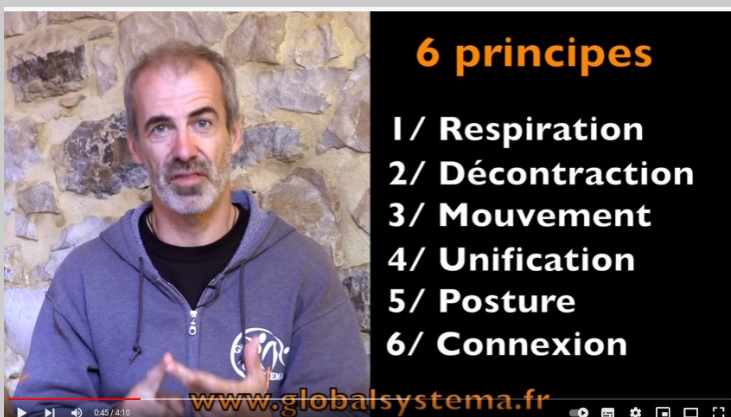 6 principes
1/ Respiration
2/ Décontraction
3/ Mouvement
4/ Unification
5/ Posture
6/ Connexion
www.globalsystema.fr
0:45 / 4:10